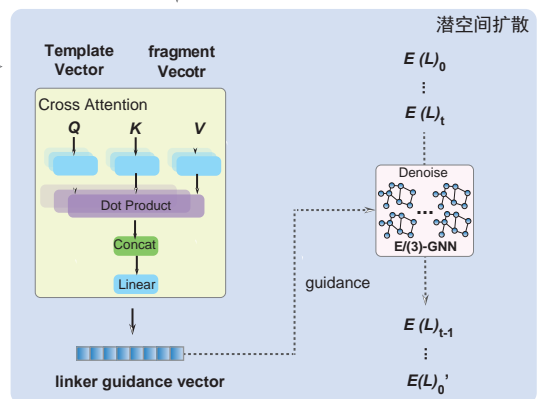 潜空间扩散
Template
Vector
fragment
Vecotr
Cross Attention
Q K V
Dot Product
Concat
Linear
linker guidance vector
guidance
E (L)0
⋮
E (L)t
Denoise
...
E/(3)-GNN
E (L)t-1
⋮
E(L)0'